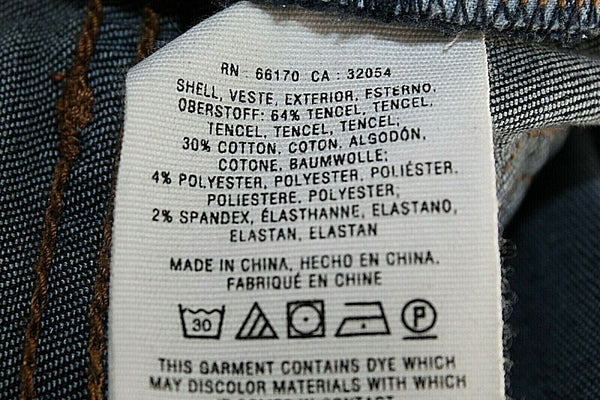 RN : 66170 CA : 32054
SHELL, VESTE, EXTERIOR, ESTERNO,
OBERSTOFF: 64% TENCEL, TENCEL,
TENCEL, TENCEL, TENCEL;
30% COTTON, COTON, ALGODÓN,
COTONE, BAUMWOLLE;
4% POLYESTER, POLYESTER, POLIÉSTER,
POLIESTERE, POLYESTER;
2% SPANDEX, ÉLASTHANNE, ELASTANO,
ELASTAN, ELASTAN
MADE IN CHINA, HECHO EN CHINA,
FABRIQUÉ EN CHINE
30 P
THIS GARMENT CONTAINS DYE WHICH
MAY DISCOLOR MATERIALS WITH WHICH